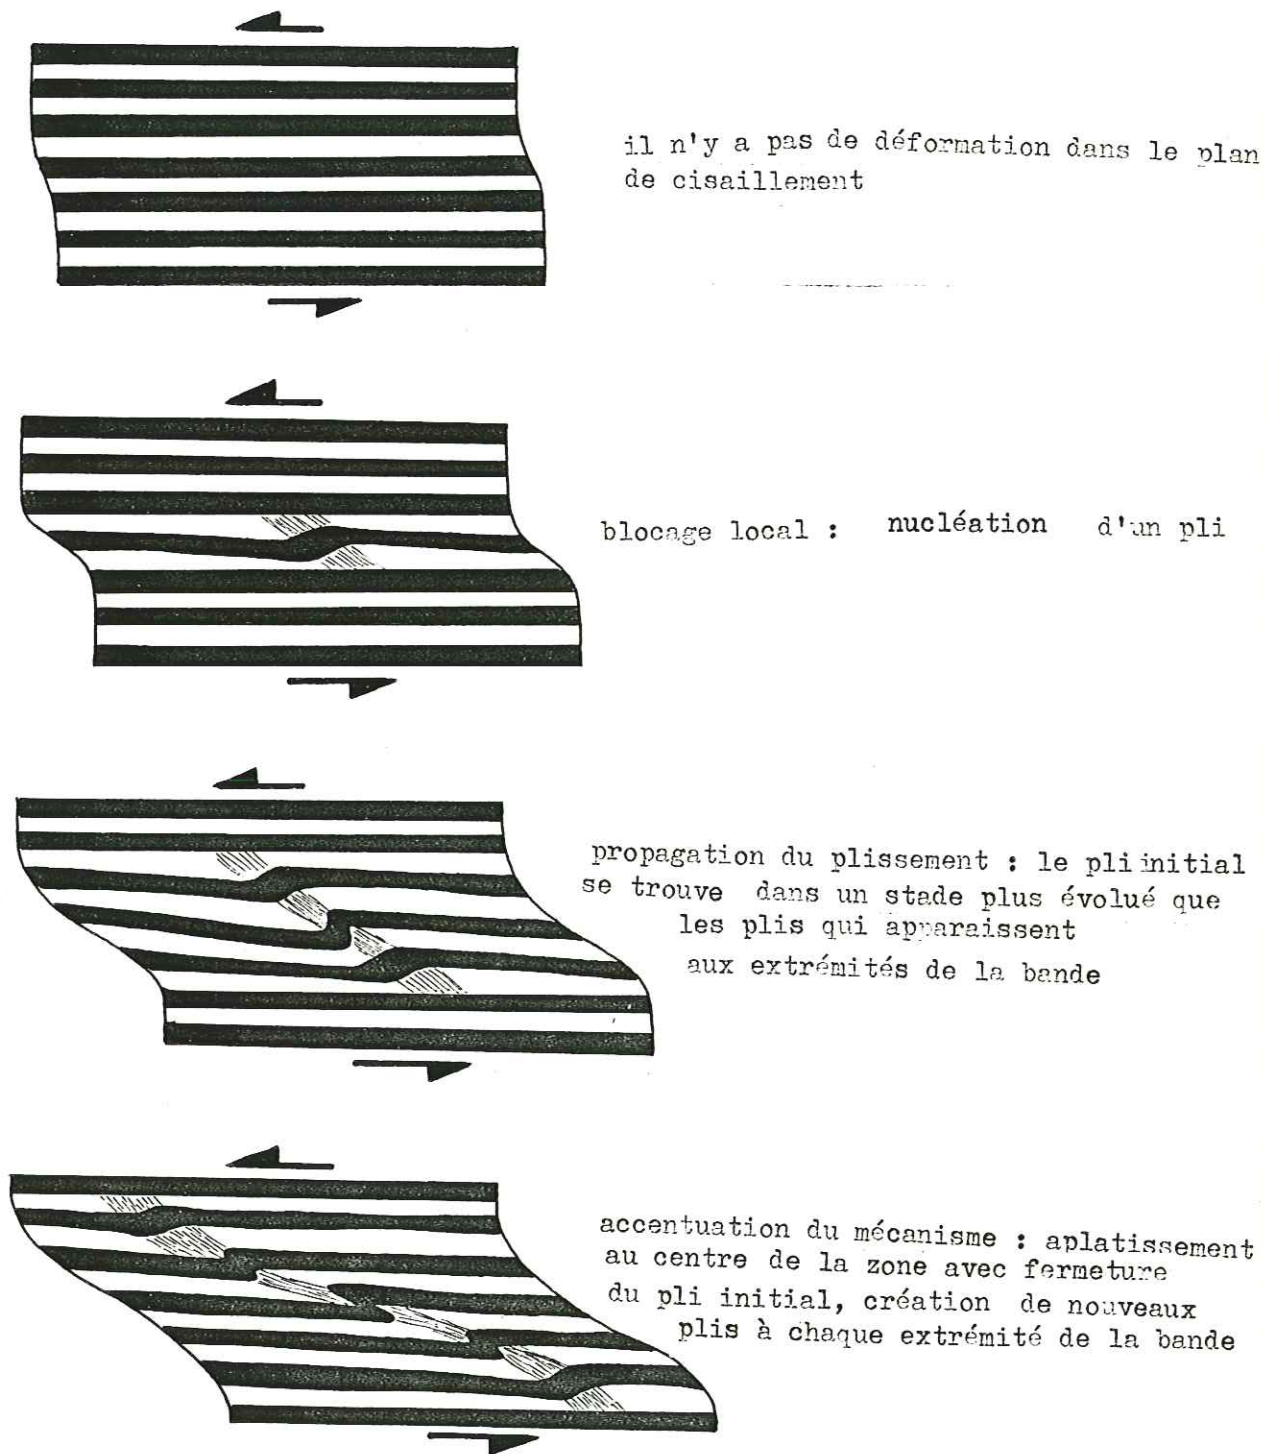 il n'y a pas de déformation dans le plan
de cisaillement
blocage local : nucléation d'un pli
propagation du plissement : le pli initial
se trouve dans un stade plus évolué que
les plis qui apparaissent
aux extrémités de la bande
accentuation du mécanisme : aplatissement
au centre de la zone avec fermeture
du pli initial, création de nouveaux
plis à chaque extrémité de la bande